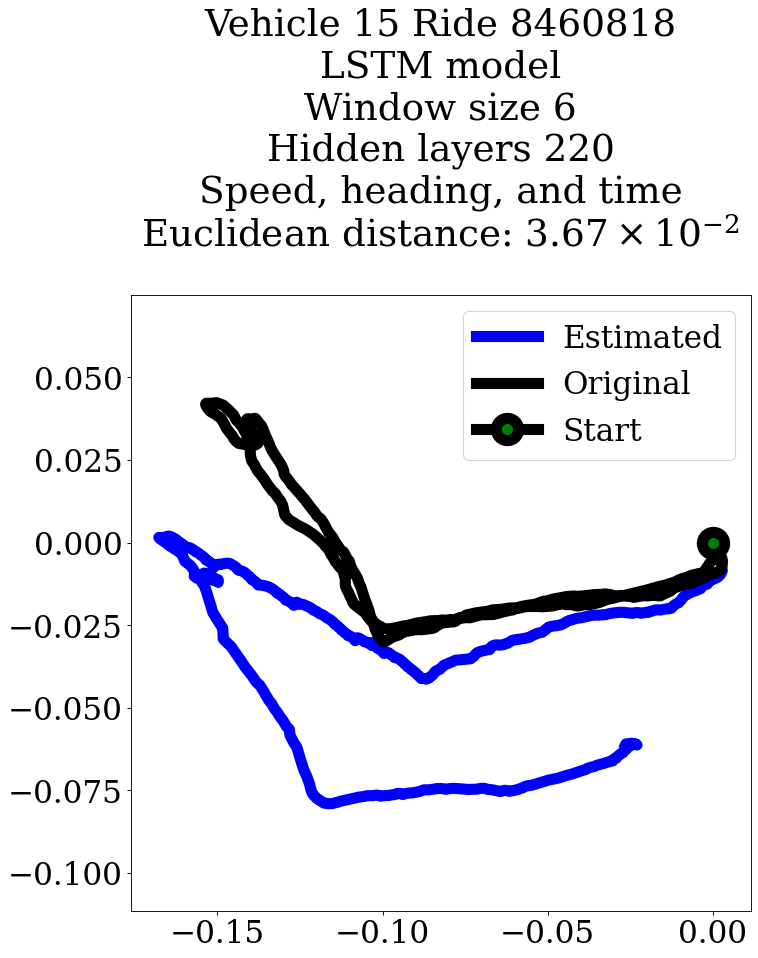 Vehicle 15 Ride 8460818
LSTM model
Window size 6
Hidden layers 220
Speed, heading, and time
Euclidean distance: 3.67 × 10⁻²
Estimated
Original
Start
0.050
0.025
0.000
−0.025
−0.050
−0.075
−0.100
−0.15 −0.10 −0.05 0.00